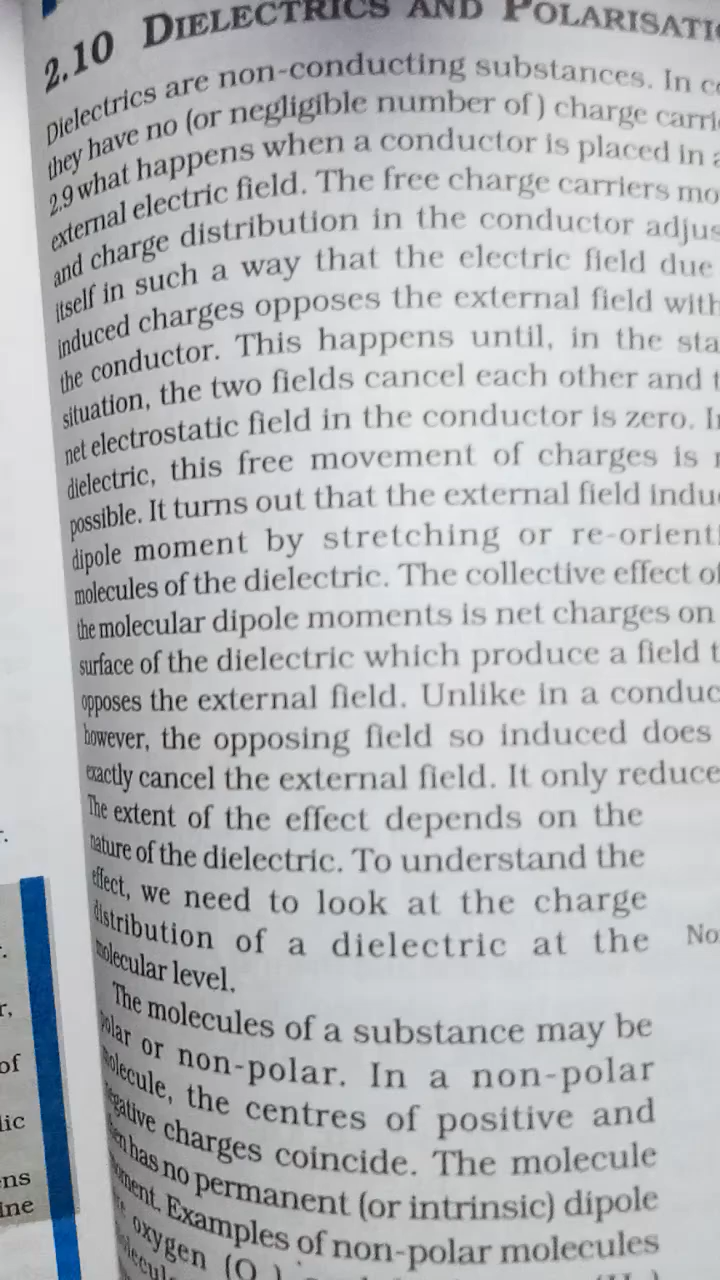 2.10 DIELECTRICS AND POLARISATI
Dielectrics are non-conducting substances. In c
they have no (or negligible number of) charge carri
2.9 what happens when a conductor is placed in a
external electric field. The free charge carriers mo
and charge distribution in the conductor adjus
itself in such a way that the electric field due
induced charges opposes the external field with
the conductor. This happens until, in the sta
situation, the two fields cancel each other and t
net electrostatic field in the conductor is zero. I
dielectric, this free movement of charges is
possible. It turns out that the external field indu
dipole moment by stretching or re-orient
molecules of the dielectric. The collective effect of
the molecular dipole moments is net charges on
surface of the dielectric which produce a field t
opposes the external field. Unlike in a conduc
however, the opposing field so induced does
exactly cancel the external field. It only reduce
The extent of the effect depends on the
nature of the dielectric. To understand the
effect, we need to look at the charge
distribution of a dielectric at the
molecular level.
The molecules of a substance may be
polar or non-polar. In a non-polar
molecule, the centres of positive and
negative charges coincide. The molecule
then has no permanent (or intrinsic) dipole
moment. Examples of non-polar molecules
oxygen (O
No
r.
r,
of
lic
ns
ine